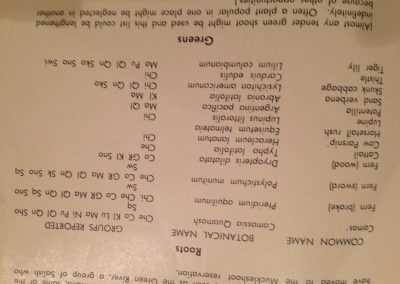 of the Green River, a group of Salish who
have moved to the Muckleshoot reservation.
Roots
COMMON NAME BOTANICAL NAME GROUPS REPORTED
Camas Camassia Quamash Che Co Kl Lu Ma Ni Pu Ql Qn Sko
Sq
Fern (brake) Pteridium aquilinum Chi, Che Co GR Ma Qn Sno Sq
Sw
Fern (sword) Polystichum munitum Che Co GR Kl Ma Ql Qn Sk Sno Sq
Sw
Fern (wood) Dryopteris dilatata Co GR Kl Sno
Cattail Typha latifolia Che
Cow Parsnip Heracleum lanatum Chi
Horsetail rush Equisetum telmateia
Lupine Lupinus littoralis Chi
Potentilla Argentina pacifica Ma Ql
Sand verbena Abronia latifolia Kl Ma
Skunk cabbage Lysichiton americanum Chi Ql Qn Sko
Thistle Carduus edulis Chi
Tiger lily Lilium columbianum Ma Pu Ql Qn Sko Sno Swi
Greens
(Almost any tender green shoot might be used and this list could be lengthened
indefinitely. Often a plant popular in one place might be neglected in another
because of other opportunities)